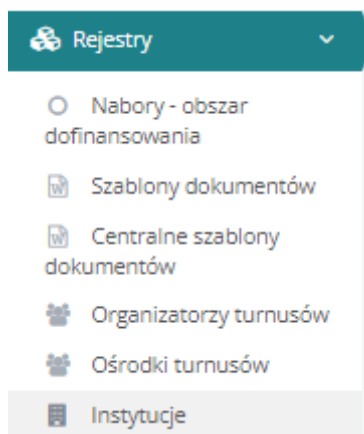 Rejestry
Nabory - obszar
dofinansowania
Szablony dokumentów
Centralne szablony
dokumentów
Organizatorzy turnusów
Ośrodki turnusów
Instytucje